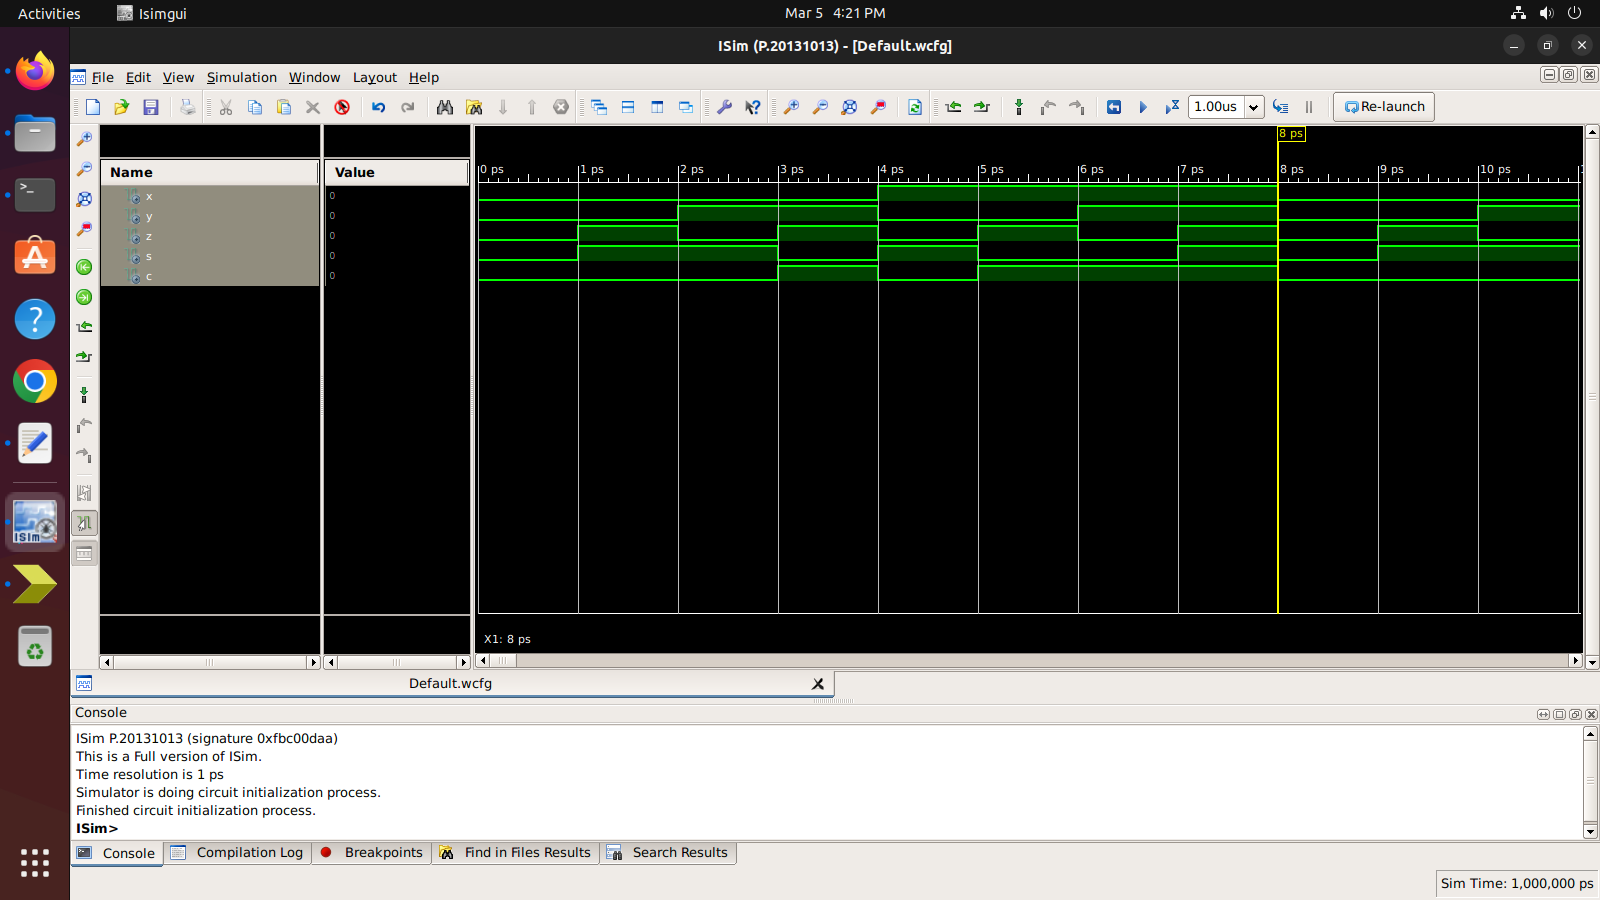 Activities Isimgui Mar 5 4:21 PM
ISim (P.20131013) - [Default.wcfg]
File Edit View Simulation Window Layout Help
1.00us Re-launch
8 ps
Name Value 0 ps 1 ps 2 ps 3 ps 4 ps 5 ps 6 ps 7 ps 8 ps 9 ps 10 ps
x 0
y 0
z 0
s 0
c 0
X1: 8 ps
Default.wcfg
Console
ISim P.20131013 (signature 0xfbc00daa)
This is a Full version of ISim.
Time resolution is 1 ps
Simulator is doing circuit initialization process.
Finished circuit initialization process.
ISim>
Console Compilation Log Breakpoints Find in Files Results Search Results
Sim Time: 1,000,000 ps
ISim